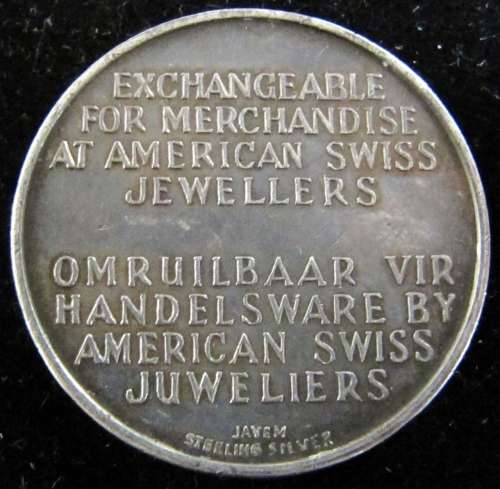 EXCHANGEABLE
FOR MERCHANDISE
AT AMERICAN SWISS
JEWELLERS
OMRUILBAAR VIR
HANDELSWARE BY
AMERICAN SWISS
JUWELIERS
JAVEM
STERLING SILVER